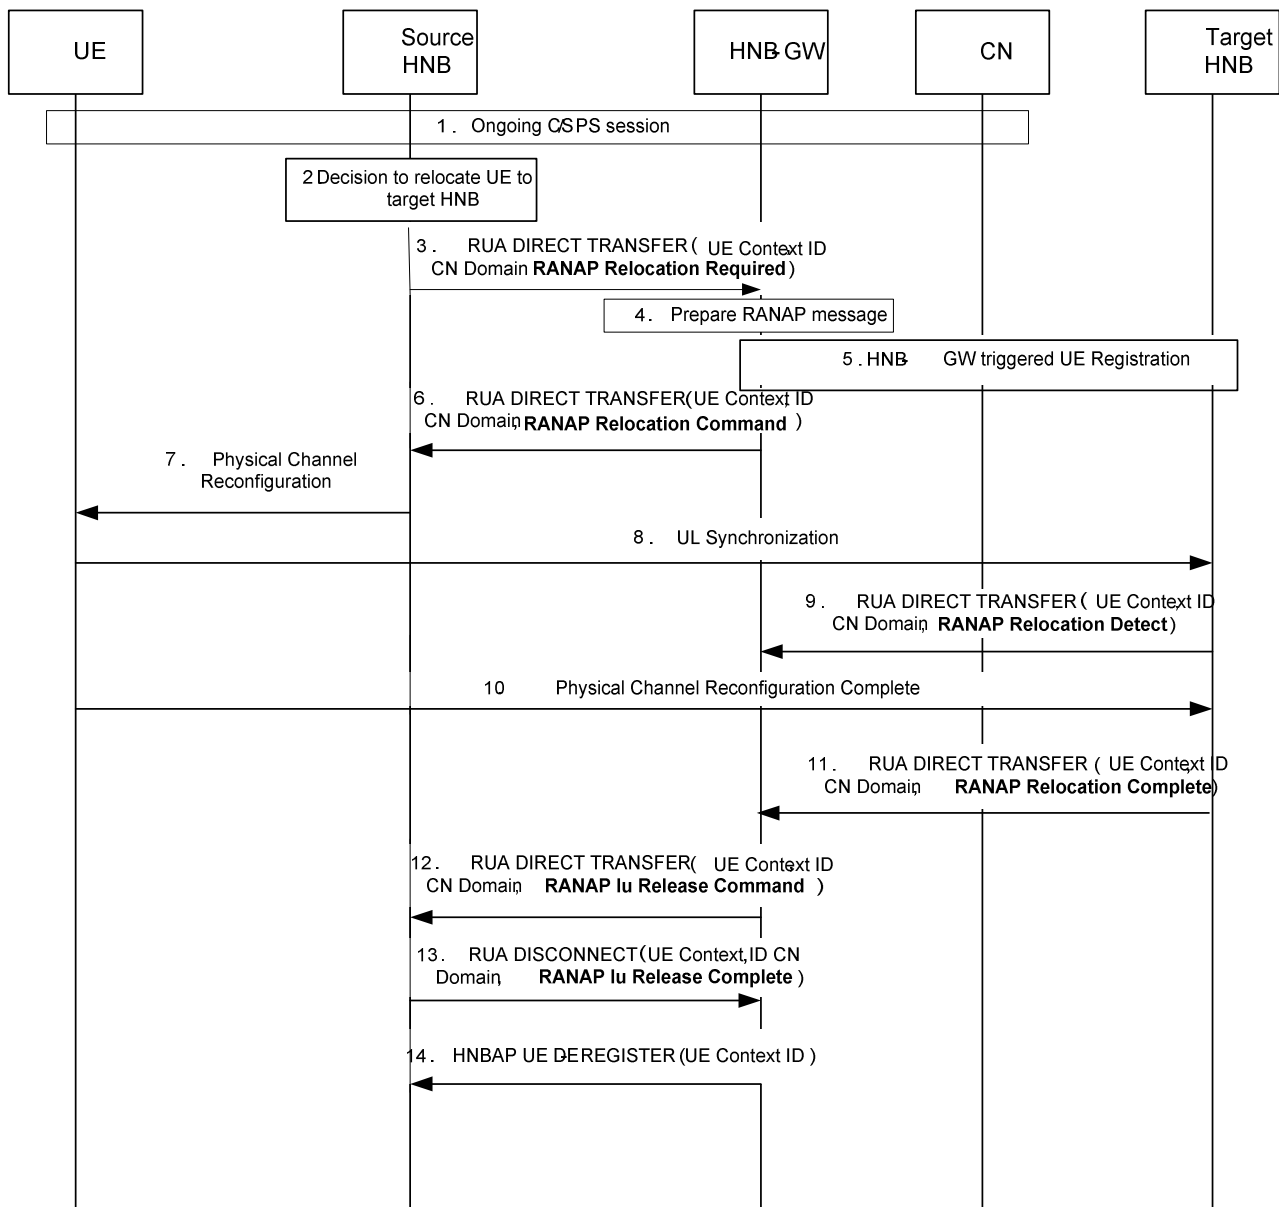 UE
Source
HNB
HNB-GW
CN
Target
HNB
1. Ongoing CS/PS session
2 Decision to relocate UE to
target HNB
3. RUA DIRECT TRANSFER( UE Context ID
CN Domain RANAP Relocation Required)
4. Prepare RANAP message
5. HNB- GW triggered UE Registration
6. RUA DIRECT TRANSFER(UE Context, ID
CN Domain, RANAP Relocation Command )
7. Physical Channel
Reconfiguration
8. UL Synchronization
9. RUA DIRECT TRANSFER( UE Context, ID
CN Domain, RANAP Relocation Detect)
10 Physical Channel Reconfiguration Complete
11. RUA DIRECT TRANSFER ( UE Context, ID
CN Domain, RANAP Relocation Complete)
12. RUA DIRECT TRANSFER( UE Context ID
CN Domain, RANAP Iu Release Command )
13. RUA DISCONNECT(UE Context,ID CN
Domain, RANAP Iu Release Complete)
14. HNBAP UE DE-REGISTER(UE Context ID )